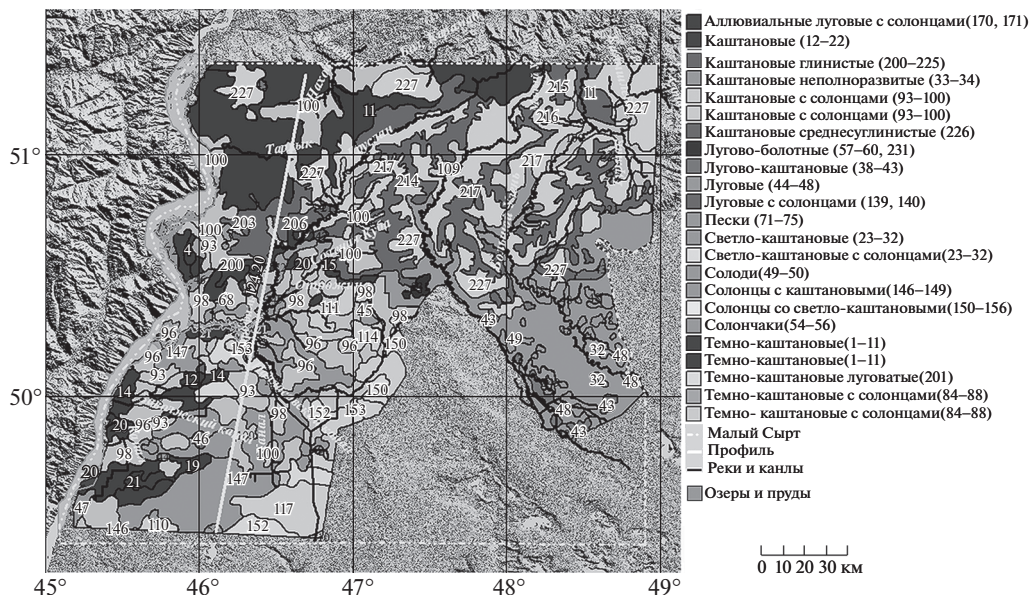 Аллювиальные луговые с солонцами(170, 171)
Каштановые (12–22)
Каштановые глинистые (200–225)
Каштановые неполноразвитые (33–34)
Каштановые с солонцами (93–100)
Каштановые с солонцами (93–100)
Каштановые среднесуглинистые (226)
Лугово-болотные (57–60, 231)
Лугово-каштановые (38–43)
Луговые (44–48)
Луговые с солонцами (139, 140)
Пески (71–75)
Светло-каштановые (23–32)
Светло-каштановые с солонцами(23–32)
Солоди(49–50)
Солонцы с каштановыми(146–149)
Солонцы со светло-каштановыми(150–156)
Солончаки(54–56)
Темно-каштановые(1–11)
Темно-каштановые(1–11)
Темно-каштановые луговатые(201)
Темно-каштановые с солонцами(84–88)
Темно- каштановые с солонцами(84–88)
Малый Сырт
Профиль
Реки и канлы
Озеры и пруды
0 10 20 30 км
51°
50°
45° 46° 47° 48° 49°
227 100 11 227 215 11 227
216
100 227 217 109 217
214 217
100 203 206 100
93 227
4 200 20 15 100 227
24 20
98 68 98 111 98 45 98 43
96 153 96 96 114 150 49
96 147 93 96 32 48
14 12 14 93 150 32 48
20 96 93 98 152 153 48 43
98 46 100 43
20 19 147
21
47 117
146 110 152